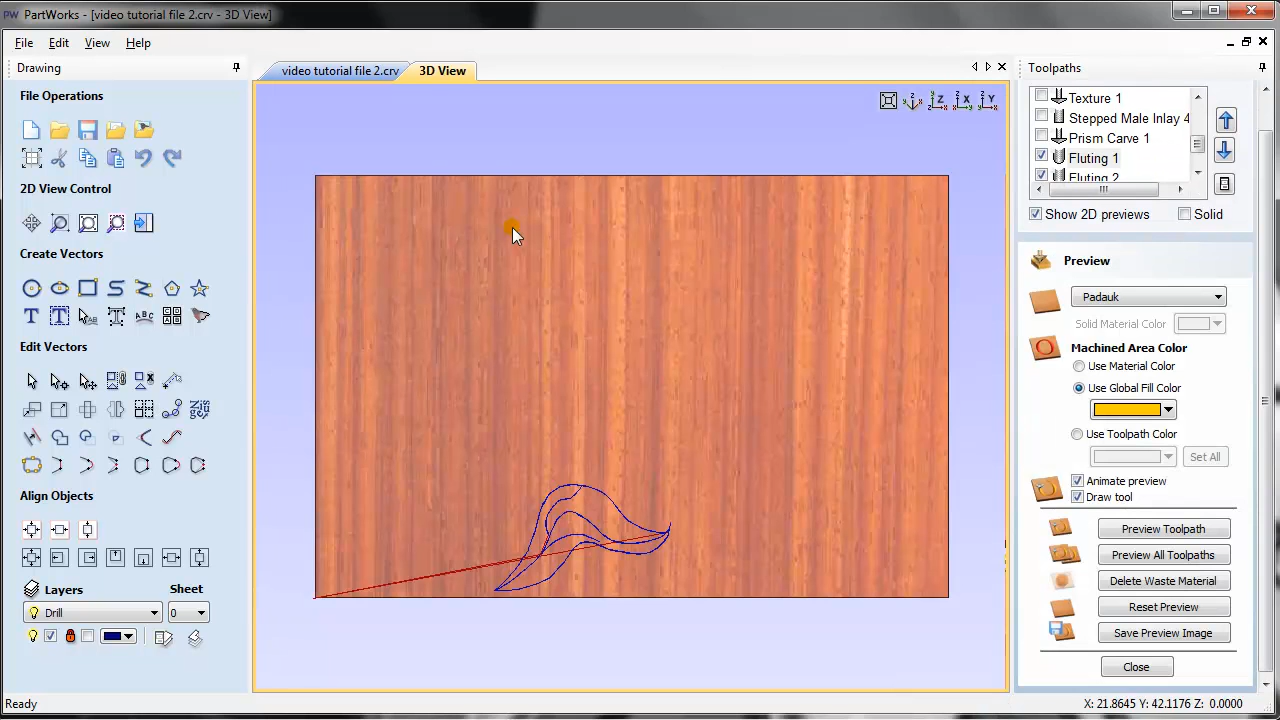 PartWorks - [video tutorial file 2.crv - 3D View]
File Edit View Help
Drawing
File Operations
2D View Control
Create Vectors
Edit Vectors
Align Objects
Layers Sheet
Drill 0
Ready
video tutorial file 2.crv 3D View
Toolpaths
Texture 1
Stepped Male Inlay 4
Prism Carve 1
Fluting 1
Fluting 2
Show 2D previews Solid
Preview
Padauk
Solid Material Color
Machined Area Color
Use Material Color
Use Global Fill Color
Use Toolpath Color
Set All
Animate preview
Draw tool
Preview Toolpath
Preview All Toolpaths
Delete Waste Material
Reset Preview
Save Preview Image
Close
X: 21.8645 Y: 42.1176 Z: 0.0000